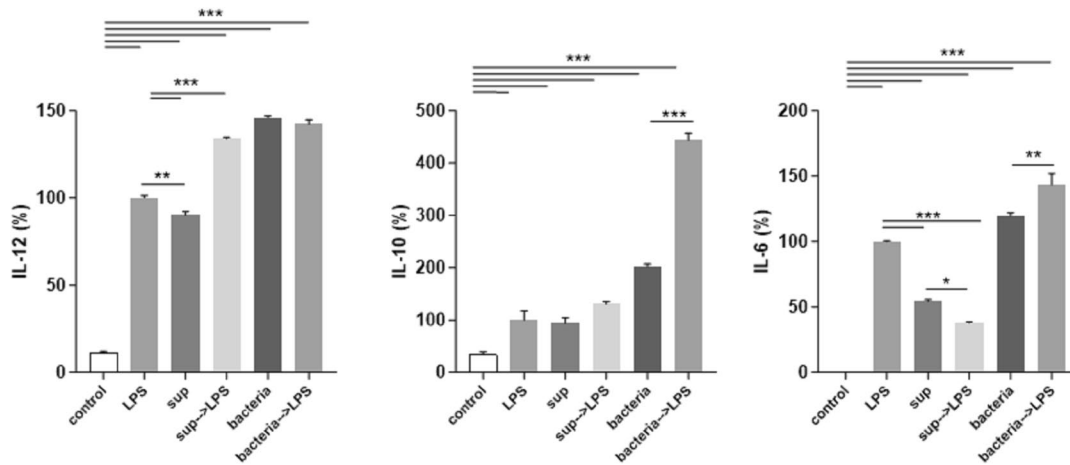 ***
***
**
IL-12 (%)
150
100
50
0
control
LPS
sup
sup-->LPS
bacteria
bacteria-->LPS
***
***
IL-10 (%)
500
400
300
200
100
0
control
LPS
sup
sup-->LPS
bacteria
bacteria-->LPS
***
**
***
*
IL-6 (%)
200
150
100
50
0
control
LPS
sup
sup-->LPS
bacteria
bacteria-->LPS